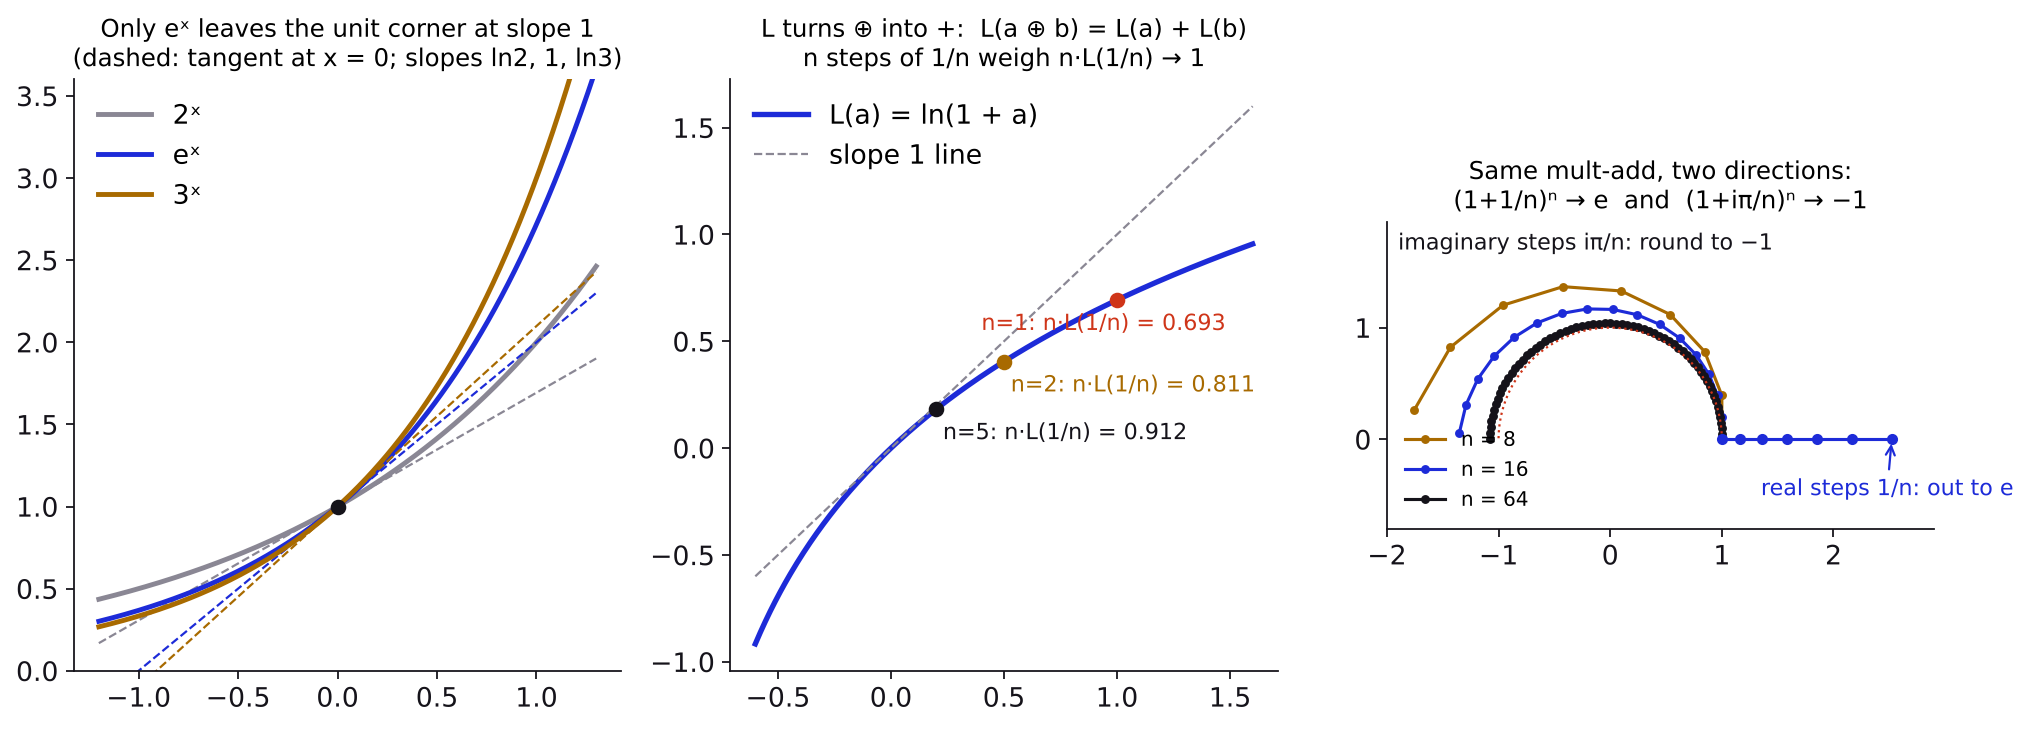 Only eˣ leaves the unit corner at slope 1
(dashed: tangent at x = 0; slopes ln2, 1, ln3)
2ˣ
eˣ
3ˣ
3.5
3.0
2.5
2.0
1.5
1.0
0.5
0.0
−1.0 −0.5 0.0 0.5 1.0
L turns ⊕ into +: L(a ⊕ b) = L(a) + L(b)
n steps of 1/n weigh n·L(1/n) → 1
L(a) = ln(1 + a)
slope 1 line
1.5
1.0
0.5
0.0
−0.5
−1.0
n=1: n·L(1/n) = 0.693
n=2: n·L(1/n) = 0.811
n=5: n·L(1/n) = 0.912
−0.5 0.0 0.5 1.0 1.5
Same mult-add, two directions:
(1+1/n)ⁿ → e and (1+iπ/n)ⁿ → −1
imaginary steps iπ/n: round to −1
1
0
n = 8
n = 16
n = 64
real steps 1/n: out to e
−2 −1 0 1 2